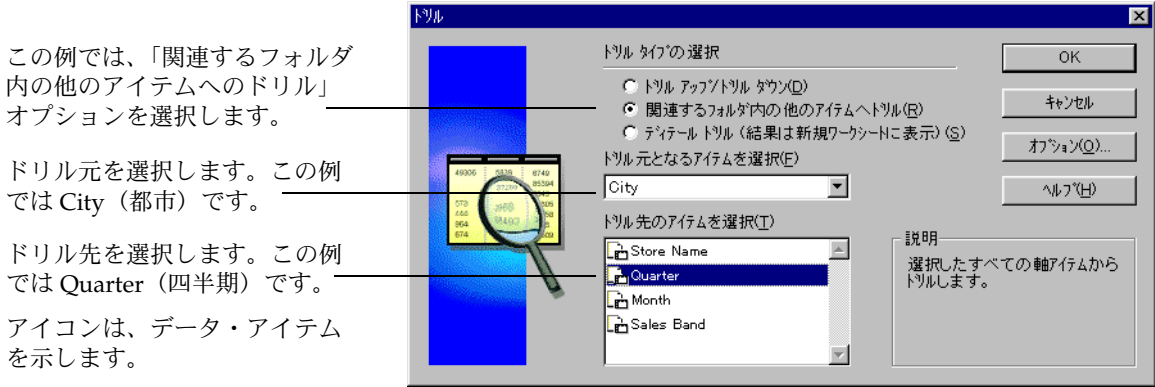 この例では、「関連するフォルダ
内の他のアイテムへのドリル」
オプションを選択します。
ドリル元を選択します。この例
では City（都市）です。
ドリル先を選択します。この例
では Quarter（四半期）です。
アイコンは、データ・アイテム
を示します。
ﾄﾞﾘﾙ
ﾄﾞﾘﾙ ﾀｲﾌﾟの選択
ﾄﾞﾘﾙ ｱｯﾌﾟ/ﾄﾞﾘﾙ ﾀﾞｳﾝ(D)
関連するﾌｫﾙﾀﾞ内の他のｱｲﾃﾑへﾄﾞﾘﾙ(R)
ﾃﾞｨﾃｰﾙ ﾄﾞﾘﾙ (結果は新規ﾜｰｸｼｰﾄに表示) (S)
ﾄﾞﾘﾙ元となるｱｲﾃﾑを選択(F)
City
ﾄﾞﾘﾙ先のｱｲﾃﾑを選択(T)
Store Name
Quarter
Month
Sales Band
OK
ｷｬﾝｾﾙ
ｵﾌﾟｼｮﾝ(O)...
ﾍﾙﾌﾟ(H)
説明
選択したすべての軸ｱｲﾃﾑから
ﾄﾞﾘﾙします。
49306 5839 6749